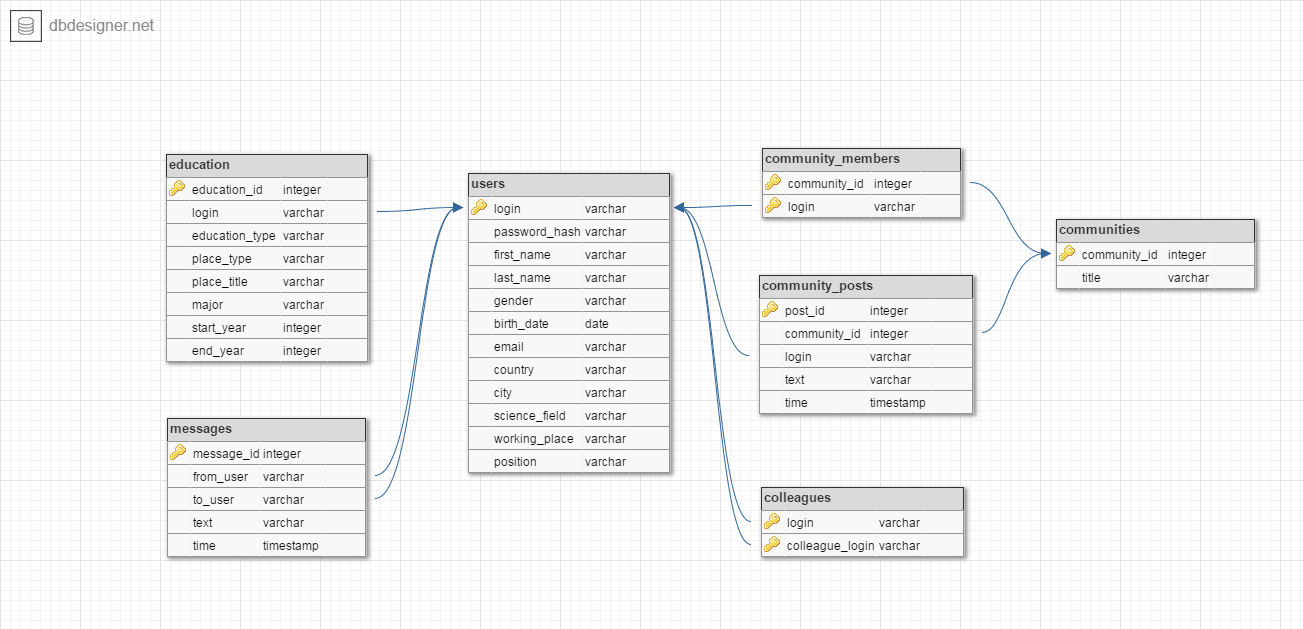 dbdesigner.net
education
education_id integer
login varchar
education_type varchar
place_type varchar
place_title varchar
major varchar
start_year integer
end_year integer
messages
message_id integer
from_user varchar
to_user varchar
text varchar
time timestamp
users
login varchar
password_hash varchar
first_name varchar
last_name varchar
gender varchar
birth_date date
email varchar
country varchar
city varchar
science_field varchar
working_place varchar
position varchar
community_members
community_id integer
login varchar
community_posts
post_id integer
community_id integer
login varchar
text varchar
time timestamp
colleagues
login varchar
colleague_login varchar
communities
community_id integer
title varchar